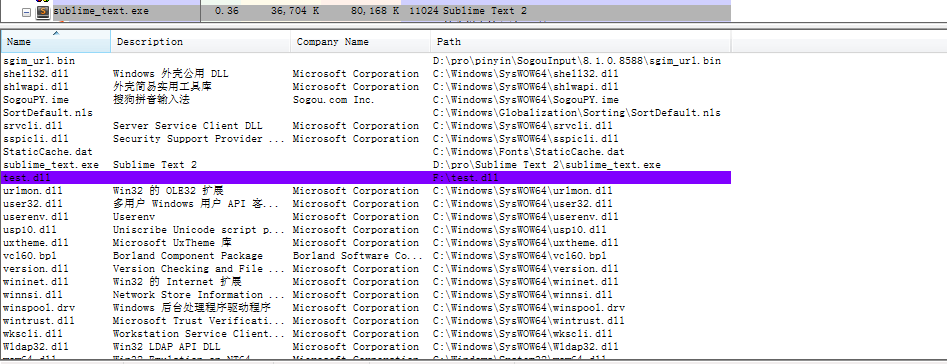 sublime_text.exe 0.36 36,704 K 80,168 K 11024 Sublime Text 2
Name Description Company Name Path
sgim_url.bin D:\pro\pinyin\SogouInput\8.1.0.8588\sgim_url.bin
shell32.dll Windows 外壳公用 DLL Microsoft Corporation C:\Windows\SysWOW64\shell32.dll
shlwapi.dll 外壳简易实用工具库 Microsoft Corporation C:\Windows\SysWOW64\shlwapi.dll
SogouPY.ime 搜狗拼音输入法 Sogou.com Inc. C:\Windows\SysWOW64\SogouPY.ime
SortDefault.nls C:\Windows\Globalization\Sorting\SortDefault.nls
srvcli.dll Server Service Client DLL Microsoft Corporation C:\Windows\SysWOW64\srvcli.dll
sspicli.dll Security Support Provider ... Microsoft Corporation C:\Windows\SysWOW64\sspicli.dll
StaticCache.dat C:\Windows\Fonts\StaticCache.dat
sublime_text.exe Sublime Text 2 D:\pro\Sublime Text 2\sublime_text.exe
test.dll F:\test.dll
urlmon.dll Win32 的 OLE32 扩展 Microsoft Corporation C:\Windows\SysWOW64\urlmon.dll
user32.dll 多用户 Windows 用户 API 客... Microsoft Corporation C:\Windows\SysWOW64\user32.dll
userenv.dll Userenv Microsoft Corporation C:\Windows\SysWOW64\userenv.dll
usp10.dll Uniscribe Unicode script p... Microsoft Corporation C:\Windows\SysWOW64\usp10.dll
uxtheme.dll Microsoft UxTheme 库 Microsoft Corporation C:\Windows\SysWOW64\uxtheme.dll
vcl60.bpl Borland Component Package Borland Software Co... C:\Windows\SysWOW64\vcl60.bpl
version.dll Version Checking and File ... Microsoft Corporation C:\Windows\SysWOW64\version.dll
wininet.dll Win32 的 Internet 扩展 Microsoft Corporation C:\Windows\SysWOW64\wininet.dll
winnsi.dll Network Store Information ... Microsoft Corporation C:\Windows\SysWOW64\winnsi.dll
winspool.drv Windows 后台处理程序驱动程序 Microsoft Corporation C:\Windows\SysWOW64\winspool.drv
wintrust.dll Microsoft Trust Verificati... Microsoft Corporation C:\Windows\SysWOW64\wintrust.dll
wkscli.dll Workstation Service Client... Microsoft Corporation C:\Windows\SysWOW64\wkscli.dll
Wldap32.dll Win32 LDAP API DLL Microsoft Corporation C:\Windows\SysWOW64\Wldap32.dll